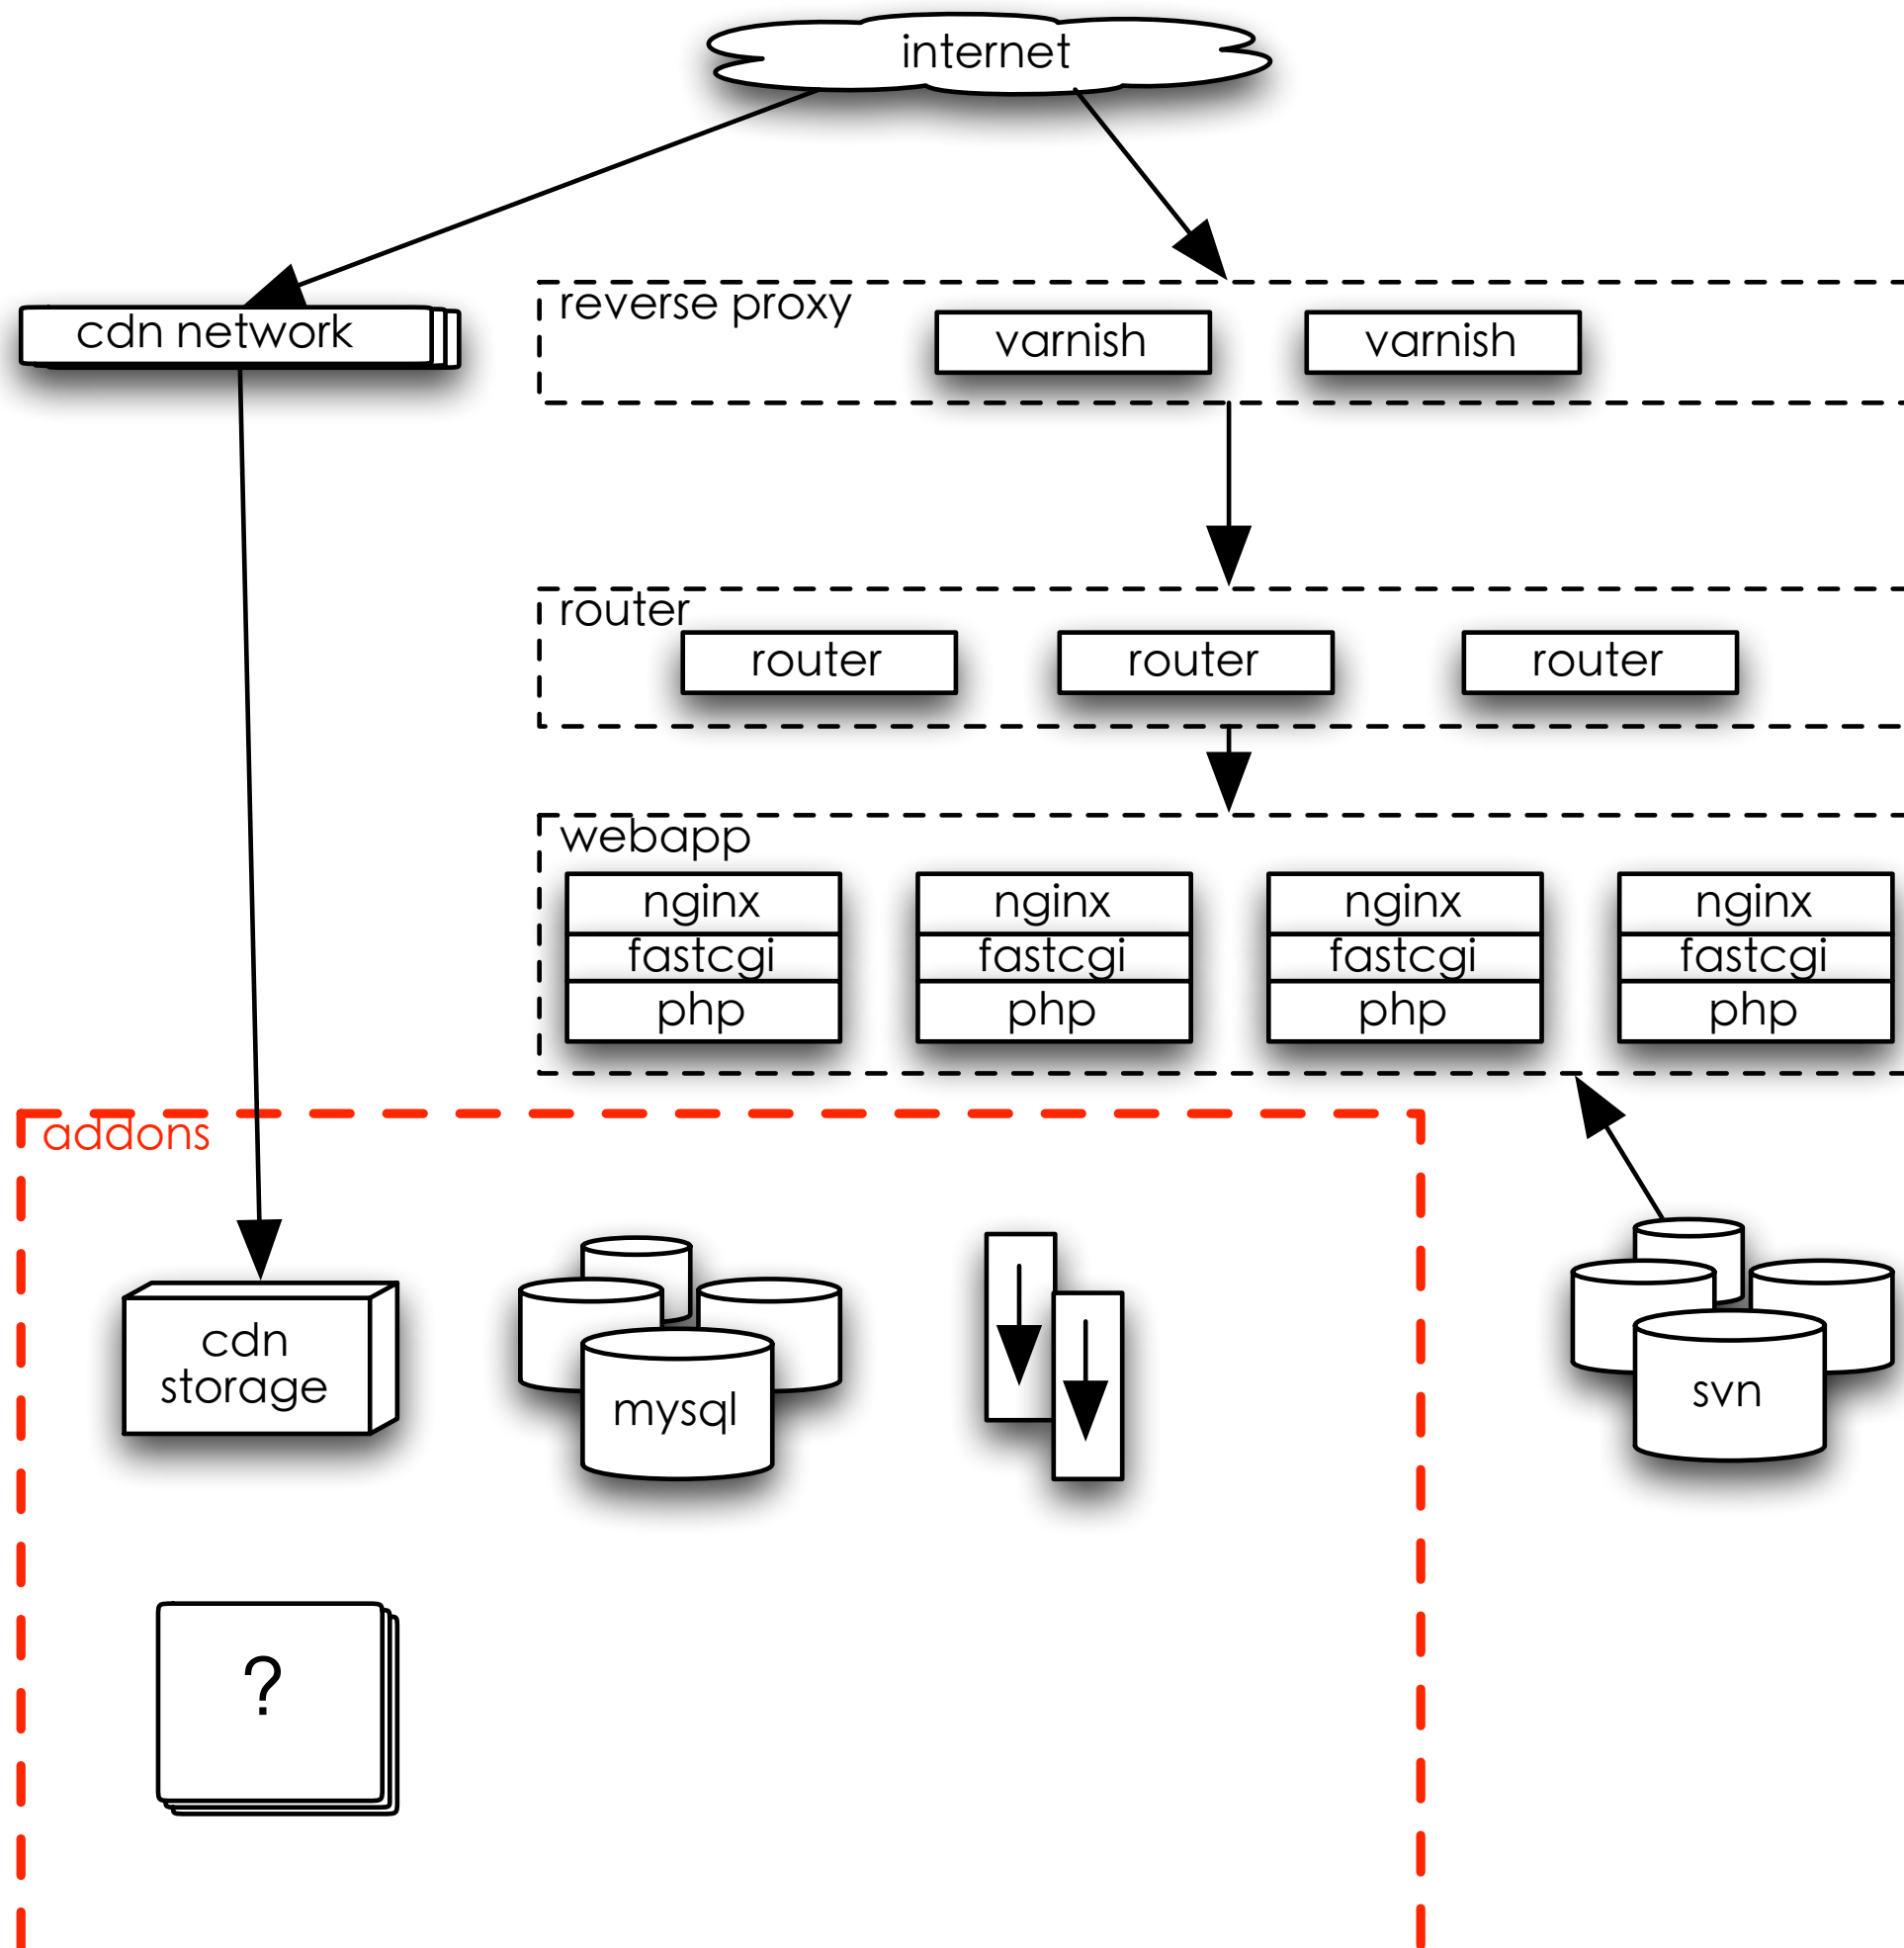 internet
cdn network
reverse proxy
varnish
varnish
router
router
router
router
webapp
nginx
fastcgi
php
nginx
fastcgi
php
nginx
fastcgi
php
nginx
fastcgi
php
addons
cdn
storage
mysql
svn
?